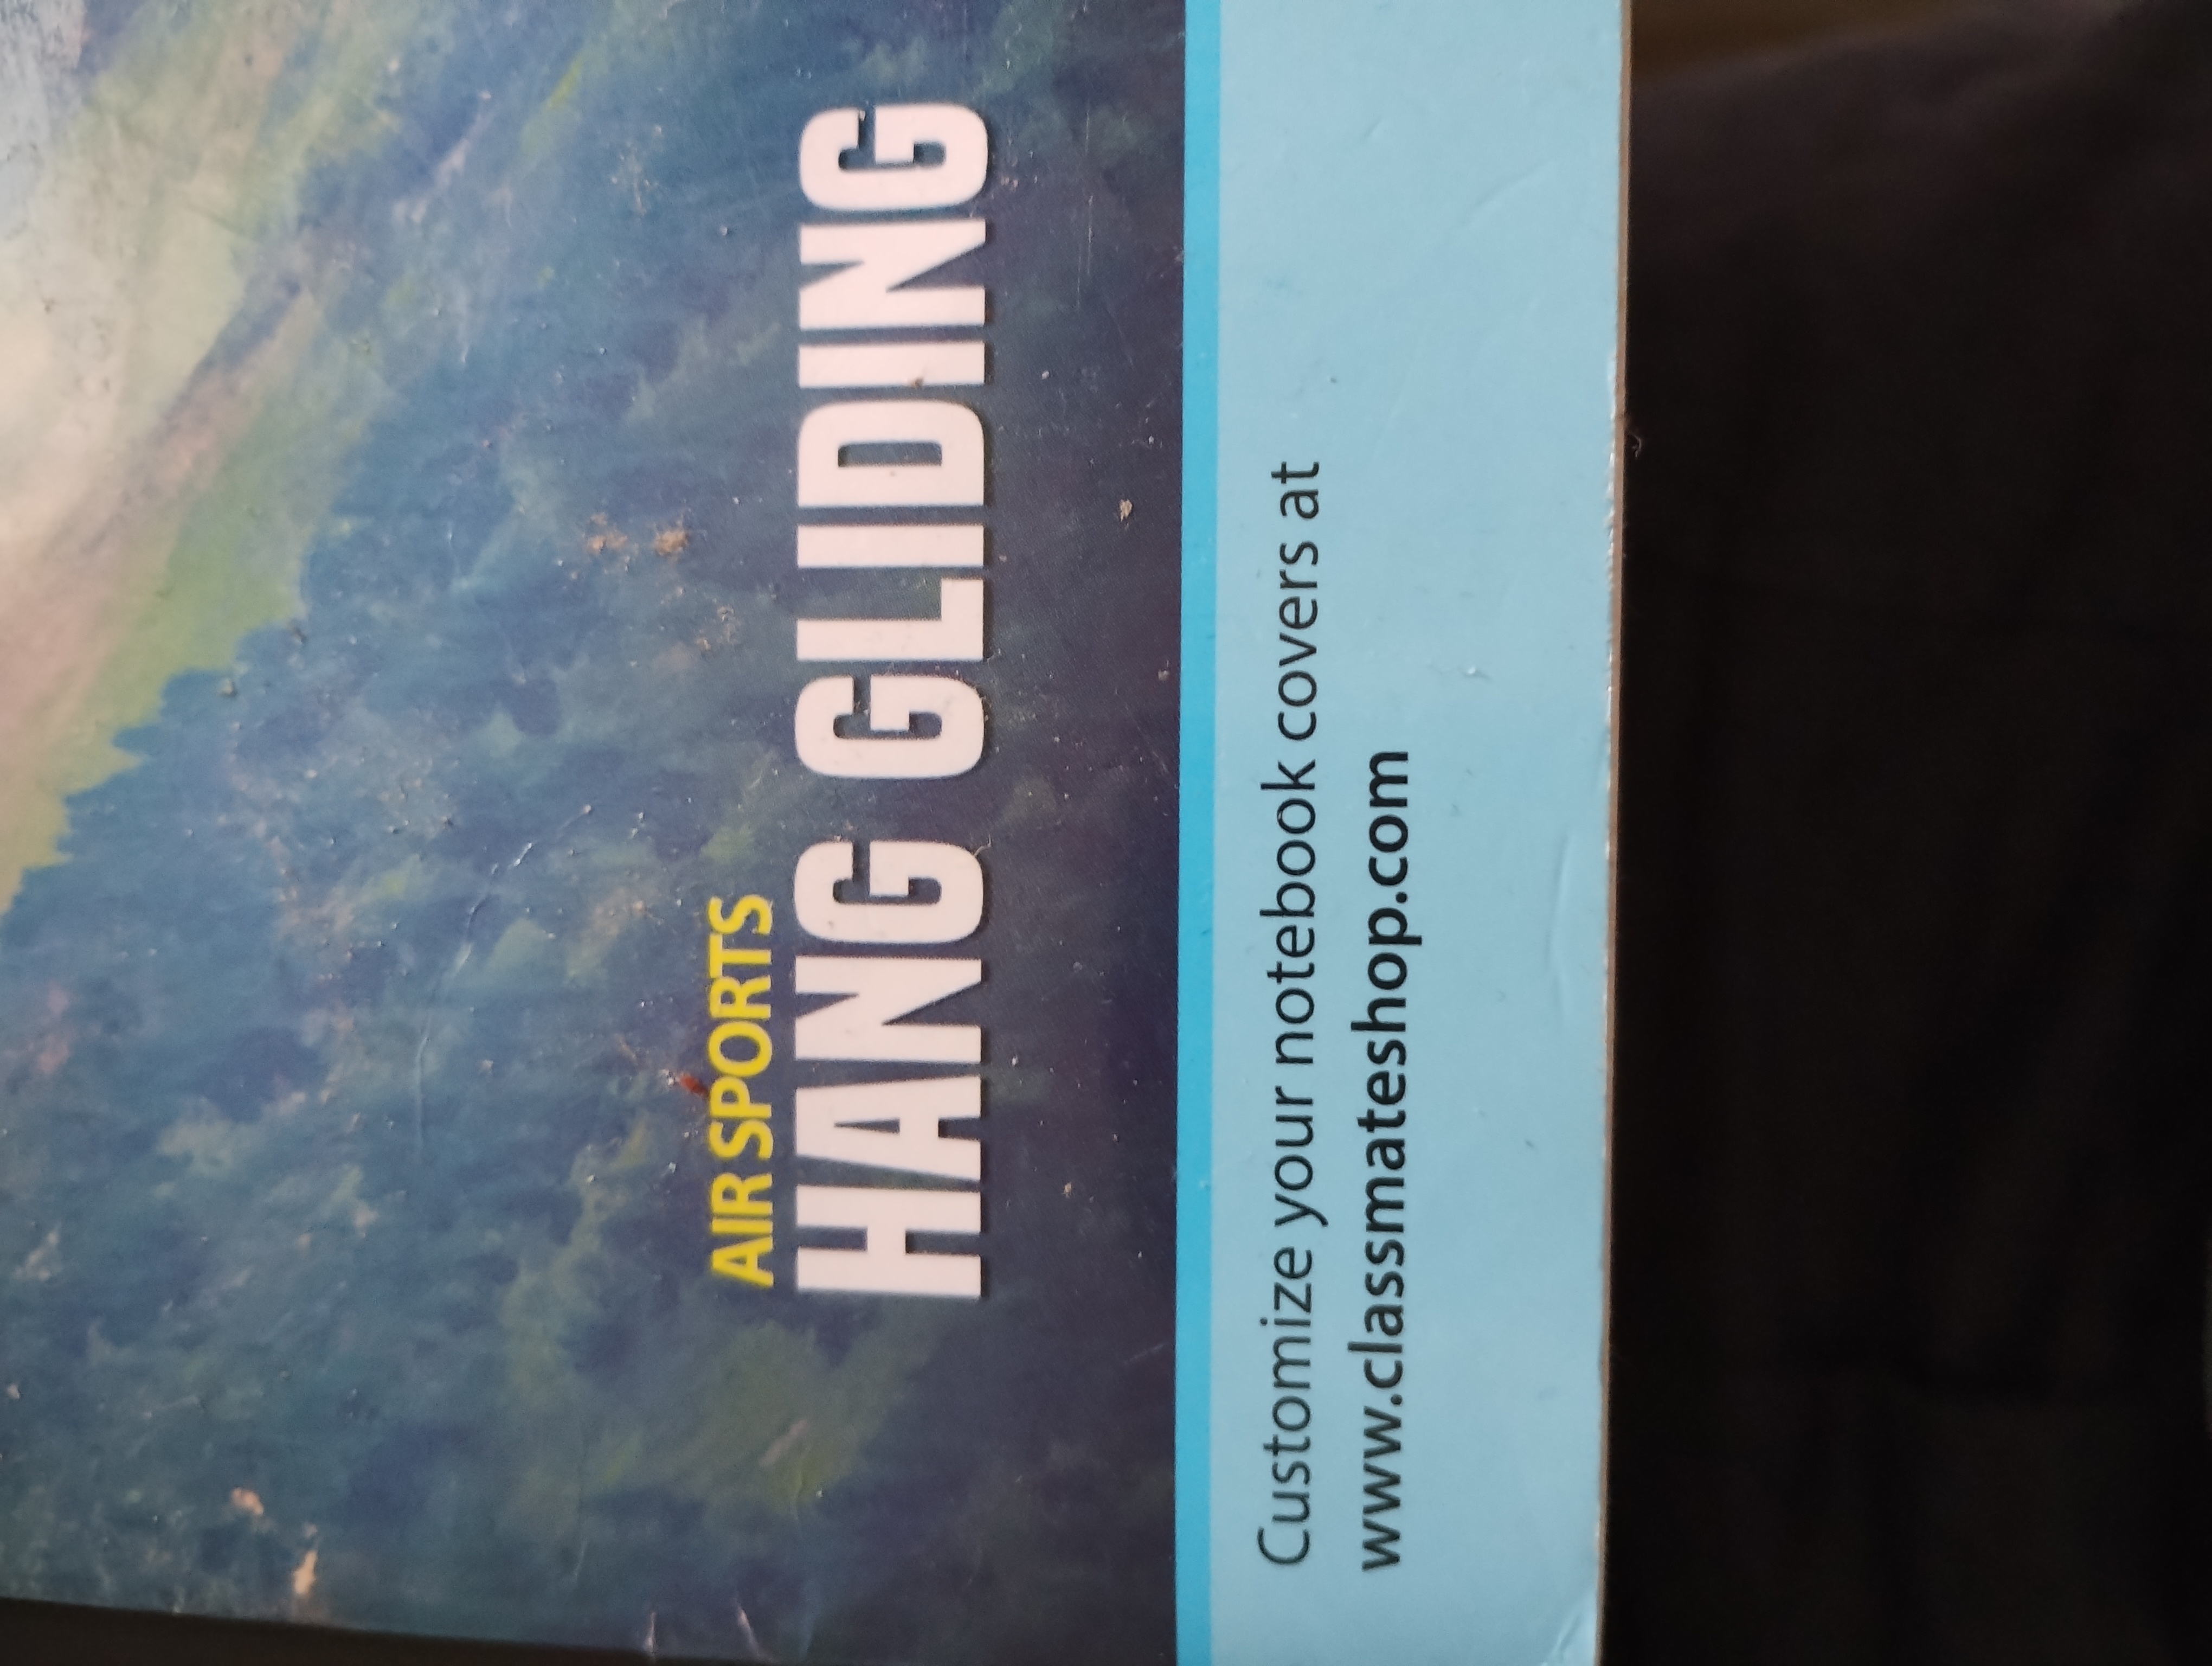 AIR SPORTS
HANG GLIDING
Customize your notebook covers at
www.classmateshop.com